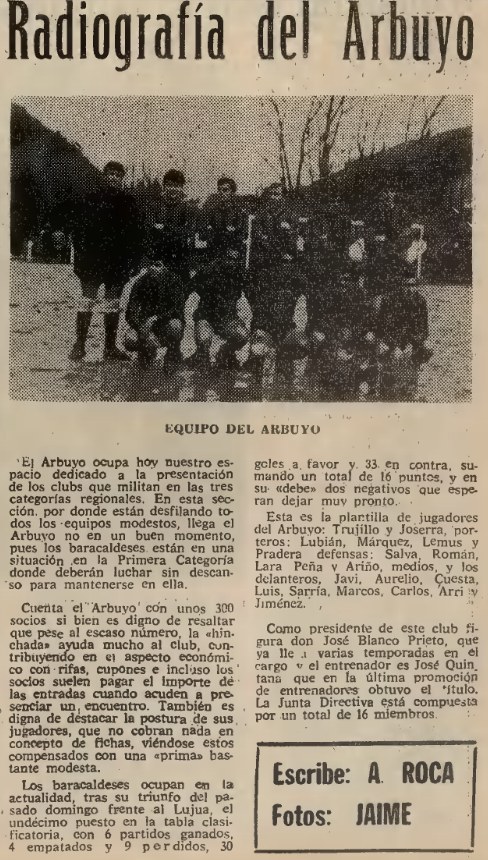 Radiografía del Arbuyo
EQUIPO DEL ARBUYO
El Arbuyo ocupa hoy nuestro es-
pacio dedicado a la presentación
de los clubs que militan en las tres
categorías regionales. En esta sec-
ción, por donde están desfilando to-
dos los equipos modestos, llega el
Arbuyo no en un buen momento,
pues los baracaldeses están en una
situación en la Primera Categoría
donde deberán luchar sin descan-
so para mantenerse en ella.
Cuenta el Arbuyo con unos 300
socios si bien es digno de resaltar
que pese al escaso número, la «hin-
chada» ayuda mucho al club, con-
tribuyendo en el aspecto económi-
co con rifas, cupones e incluso los
socios suelen pagar el importe de
las entradas cuando acuden a pre-
senciar un encuentro. También es
digna de destacar la postura de sus
jugadores, que no cobran nada en
concepto de fichas, viéndose estos
compensados con una «prima» bas-
tante modesta.
Los baracaldeses ocupan en la
actualidad, tras su triunfo del pa-
sado domingo frente al Lujua, el
undécimo puesto en la tabla clasi-
ficatoria, con 6 partidos ganados,
4 empatados y 9 perdidos, 30
goles a favor y 33 en contra, su-
mando un total de 16 puntos, y en
su «debe» dos negativos que espe-
ran dejar muy pronto.
Esta es la plantilla de jugadores
del Arbuyo: Trujillo y Joserra, por-
teros: Lubián, Márquez, Lemus y
Pradera defensas; Salva, Román,
Lara Peña y Ariño, medios, y los
delanteros, Javi, Aurelio, Cuesta,
Luis, Sarría, Marcos, Carlos, Arri y
Jiménez.
Como presidente de este club fi-
gura don José Blanco Prieto, que
ya lle a varias temporadas en el
cargo y el entrenador es José Quin
tana que en la última promoción
de entrenadores obtuvo el título.
La Junta Directiva está compuesta
por un total de 16 miembros.
Escribe: A. ROCA
Fotos: JAIME